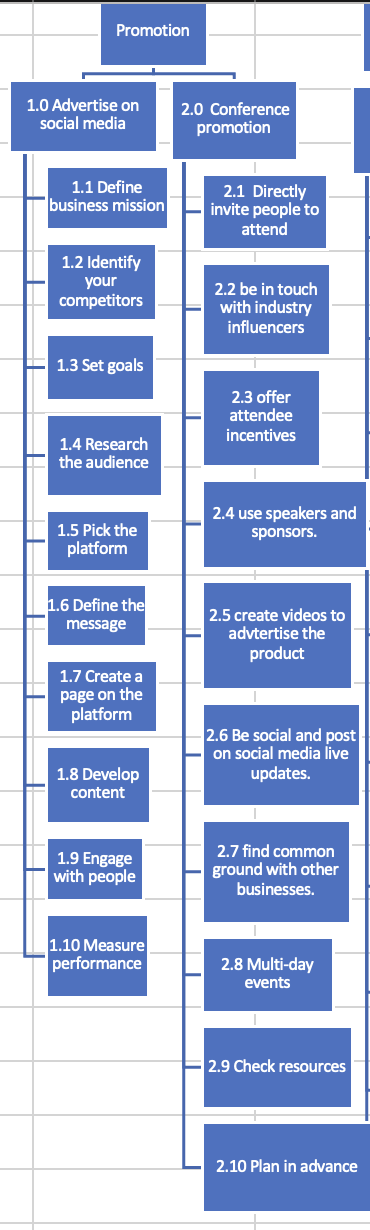 Promotion
1.0 Advertise on
social media
1.1 Define
business mission
1.2 Identify
your
competitors
1.3 Set goals
1.4 Research
the audience
1.5 Pick the
platform
1.6 Define the
message
1.7 Create a
page on the
platform
1.8 Develop
content
1.9 Engage
with people
1.10 Measure
performance
2.0 Conference
promotion
2.1 Directly
invite people to
attend
2.2 be in touch
with industry
influencers
2.3 offer
attendee
incentives
2.4 use speakers and
sponsors.
2.5 create videos to
advtertise the
product
2.6 Be social and post
on social media live
updates.
2.7 find common
ground with other
businesses.
2.8 Multi-day
events
2.9 Check resources
2.10 Plan in advance